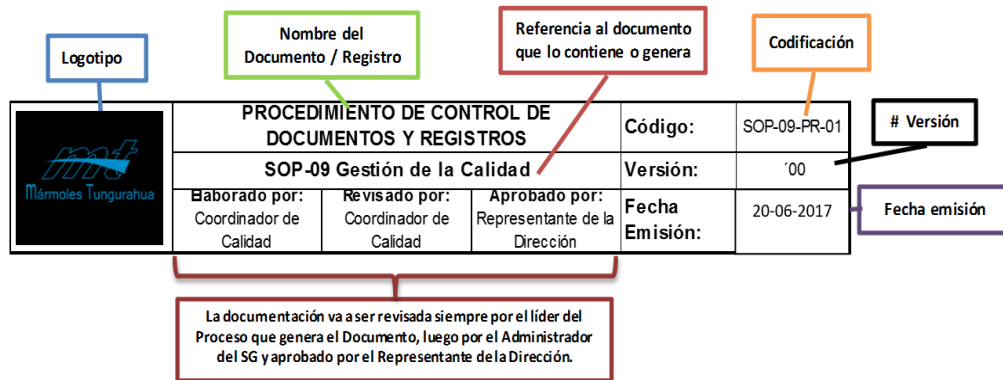 Logotipo
Nombre del
Documento / Registro
Referencia al documento
que lo contiene o genera
Codificación
mt
Mármoles Tungurahua
PROCEDIMIENTO DE CONTROL DE
DOCUMENTOS Y REGISTROS
Código:
SOP-09-PR-01
# Versión
SOP-09 Gestión de la Calidad
Versión:
´00
Elaborado por:
Coordinador de
Calidad
Revisado por:
Coordinador de
Calidad
Aprobado por:
Representante de la
Dirección
Fecha
Emisión:
20-06-2017
Fecha emisión
La documentación va a ser revisada siempre por el líder del
Proceso que genera el Documento, luego por el Administrador
del SG y aprobado por el Representante de la Dirección.